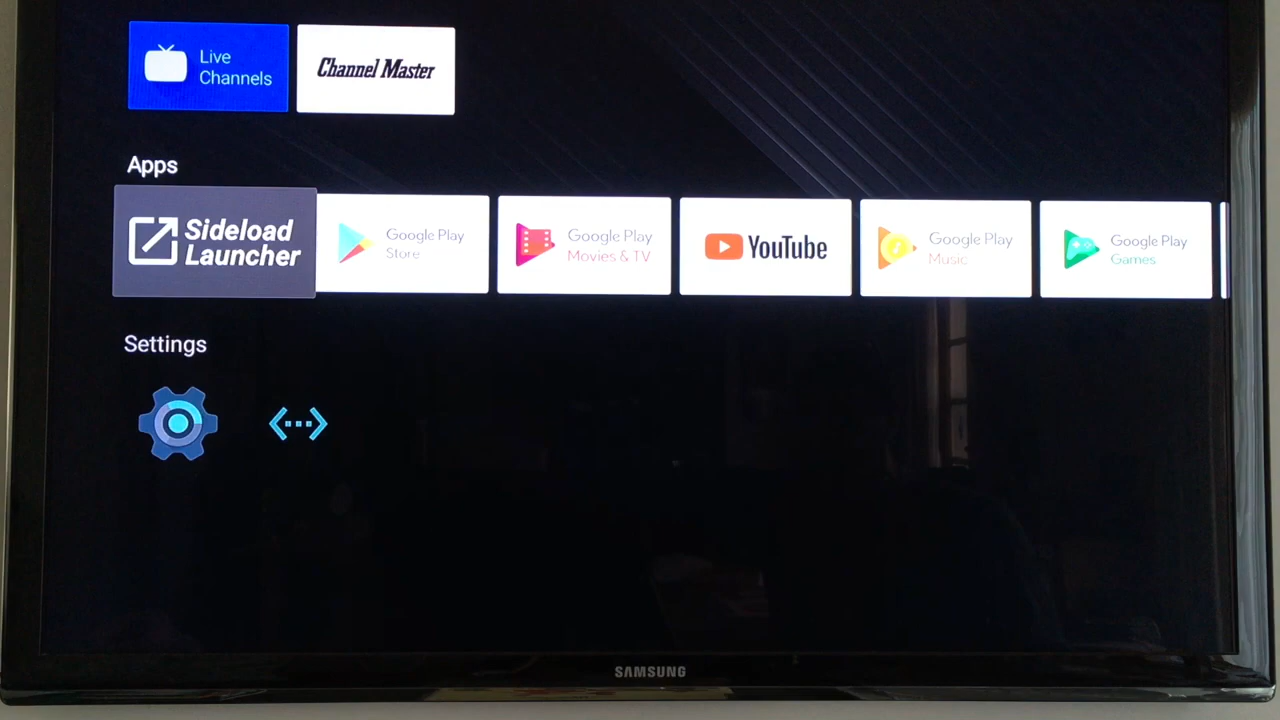 Live
Channels
Channel Master
Apps
Sideload
Launcher
Google Play
Store
Google Play
Movies & TV
YouTube
Google Play
Music
Google Play
Games
Settings
SAMSUNG